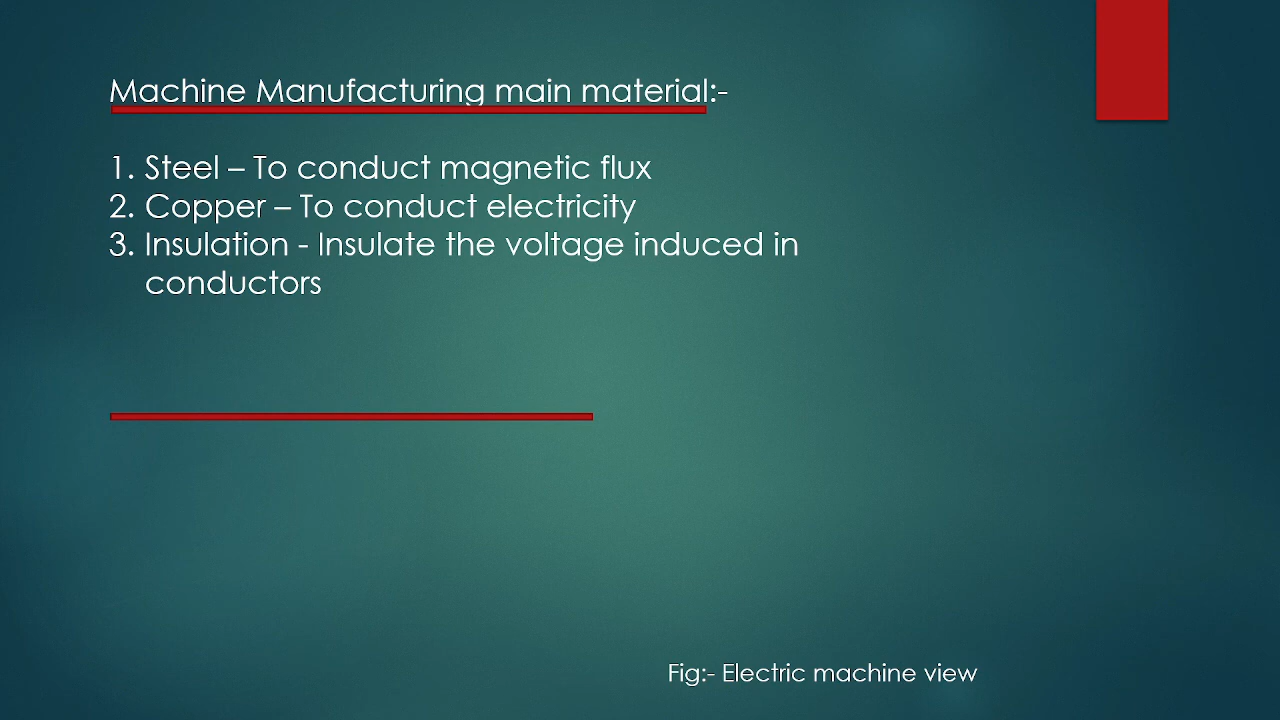 Machine Manufacturing main material:-
1. Steel – To conduct magnetic flux
2. Copper – To conduct electricity
3. Insulation - Insulate the voltage induced in
conductors
Fig:- Electric machine view